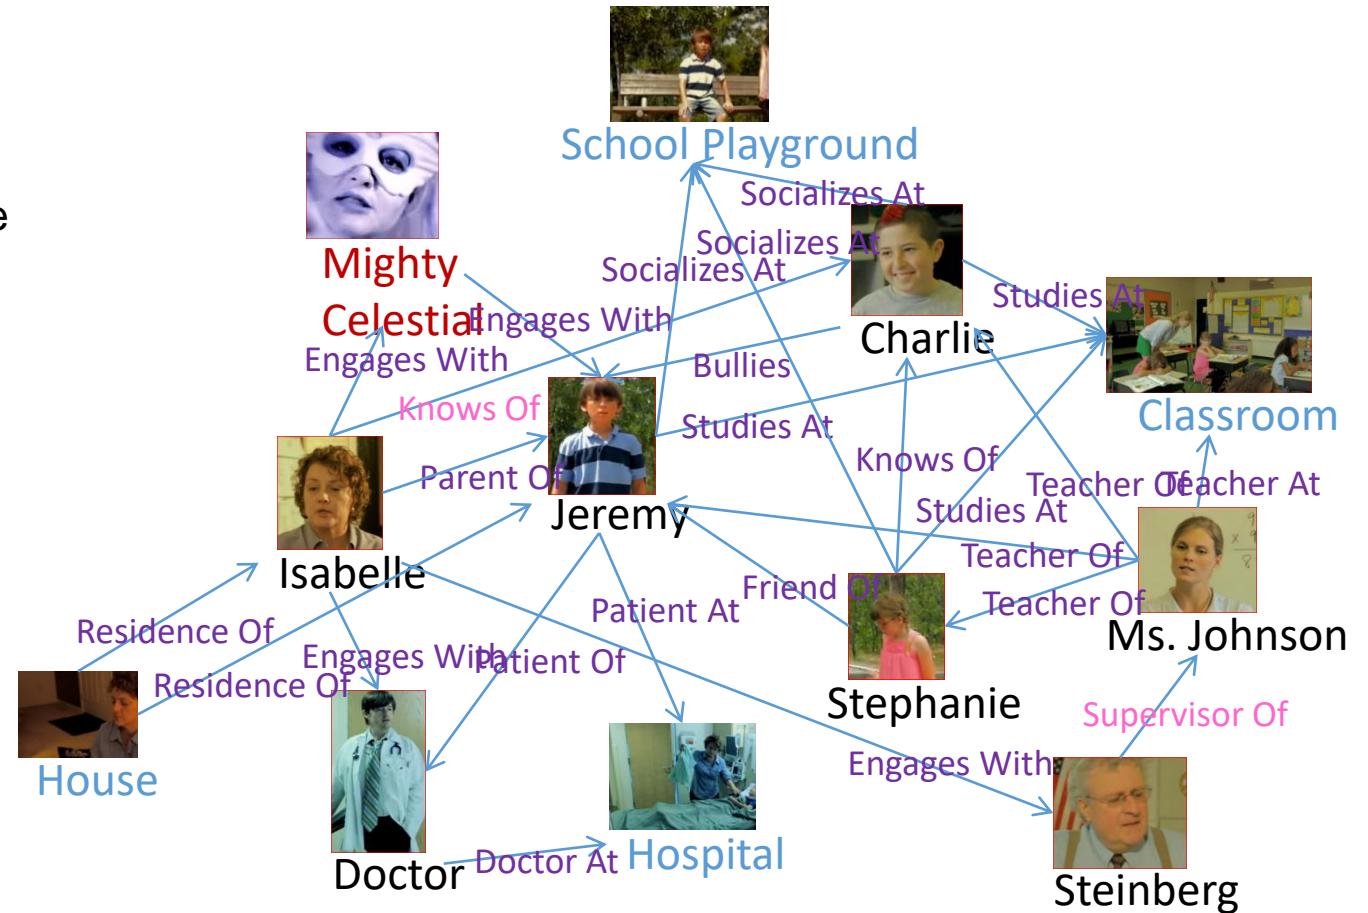 School Playground
Socializes At
e
Socializes At
Mighty
Celestial
Socializes At
Studies At
Engages With
Charlie
Engages With
Bullies
Knows Of
Classroom
Studies At
Knows Of
Parent Of
Teacher Of
Teacher At
Jeremy
Studies At
Isabelle
Teacher Of
Friend Of
Teacher Of
Patient At
Residence Of
Ms. Johnson
Engages With
Patient Of
Residence Of
Stephanie
Supervisor Of
House
Engages With
Doctor
Doctor At
Hospital
Steinberg
x 9
8